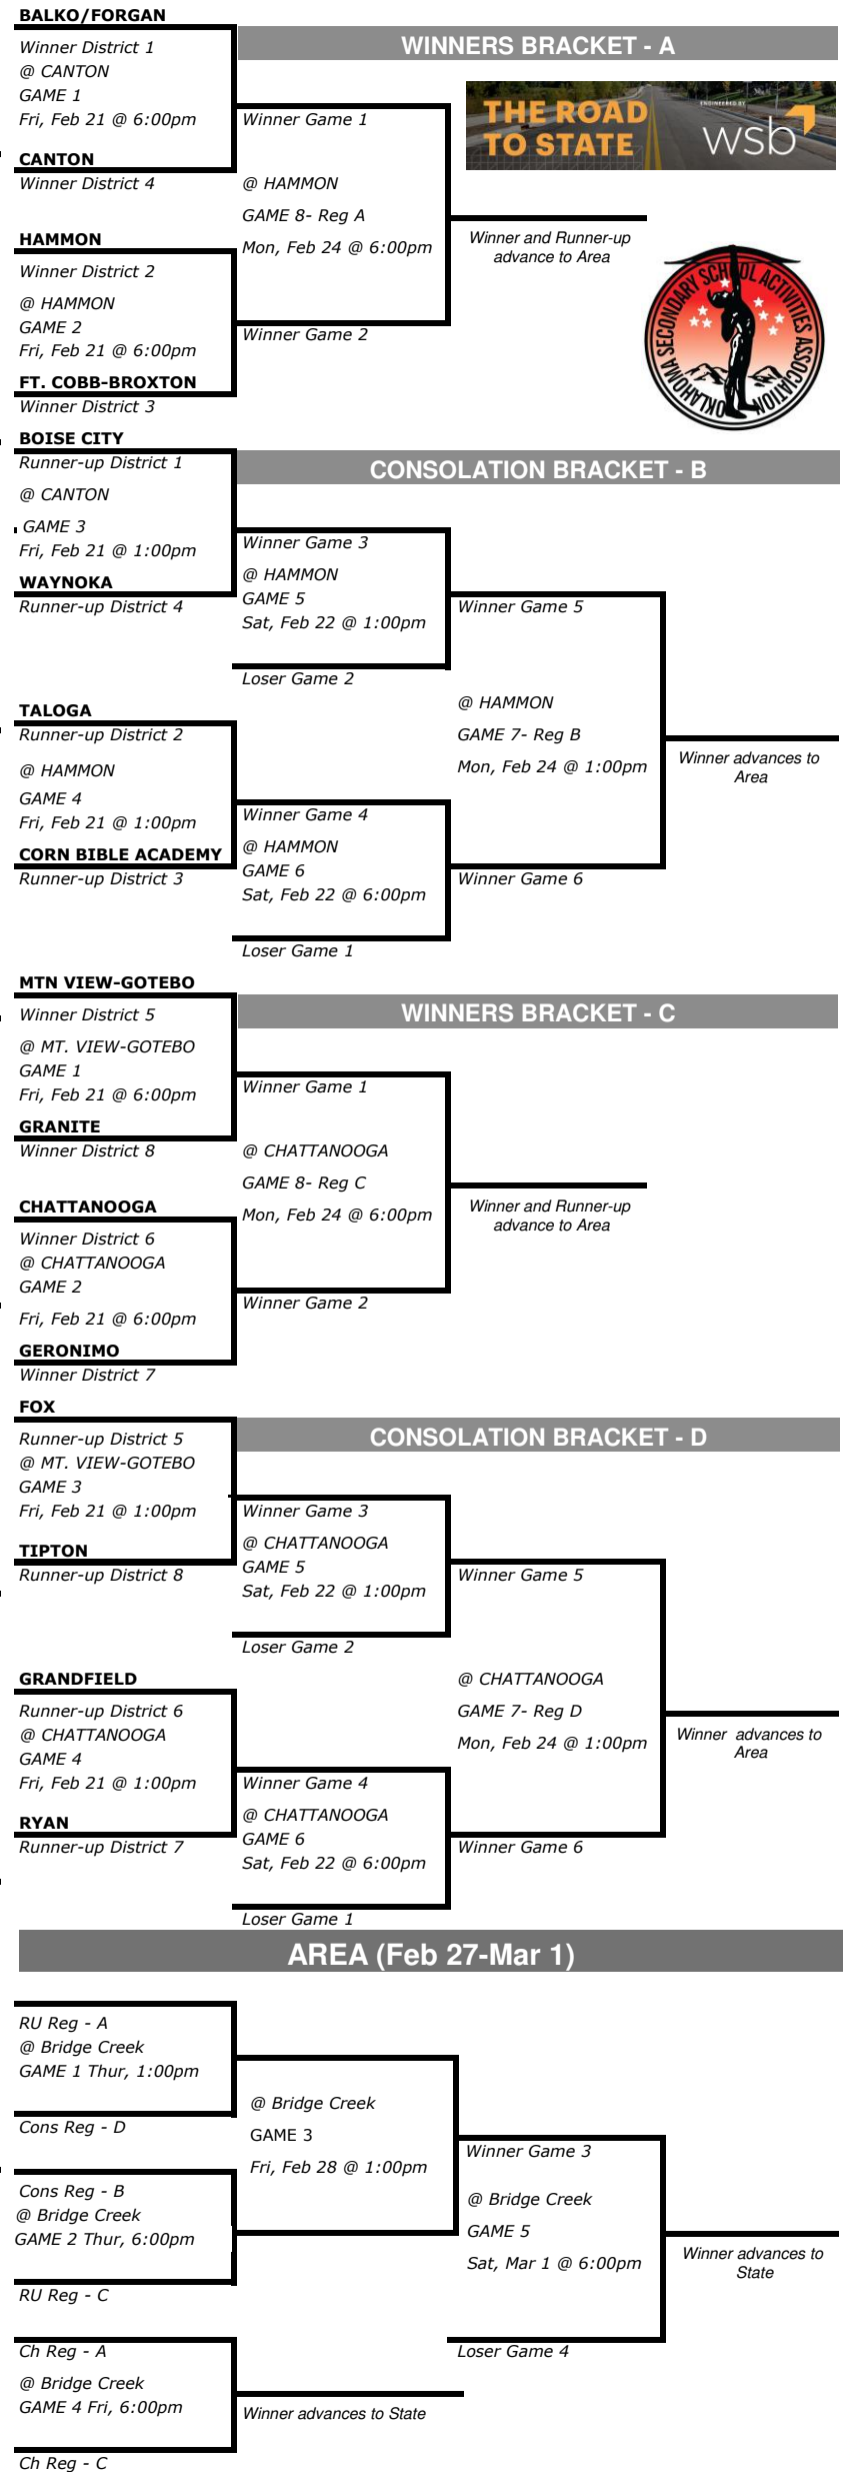 BALKO/FORGAN
Winner District 1
@ CANTON
GAME 1
Fri, Feb 21 @ 6:00pm
CANTON
Winner District 4
WINNERS BRACKET - A
THE ROAD
TO STATE
ENGINEERED BY
wsb
Winner Game 1
@ HAMMON
GAME 8- Reg A
Mon, Feb 24 @ 6:00pm
Winner Game 2
Winner and Runner-up
advance to Area
OKLAHOMA SECONDARY SCHOOL ACTIVITIES ASSOCIATION
HAMMON
Winner District 2
@ HAMMON
GAME 2
Fri, Feb 21 @ 6:00pm
FT. COBB-BROXTON
Winner District 3
BOISE CITY
Runner-up District 1
@ CANTON
GAME 3
Fri, Feb 21 @ 1:00pm
WAYNOKA
Runner-up District 4
CONSOLATION BRACKET - B
Winner Game 3
@ HAMMON
GAME 5
Sat, Feb 22 @ 1:00pm
Loser Game 2
Winner Game 5
@ HAMMON
GAME 7- Reg B
Mon, Feb 24 @ 1:00pm
Winner Game 6
Winner advances to
Area
TALOGA
Runner-up District 2
@ HAMMON
GAME 4
Fri, Feb 21 @ 1:00pm
CORN BIBLE ACADEMY
Runner-up District 3
Winner Game 4
@ HAMMON
GAME 6
Sat, Feb 22 @ 6:00pm
Loser Game 1
MTN VIEW-GOTEBO
Winner District 5
@ MT. VIEW-GOTEBO
GAME 1
Fri, Feb 21 @ 6:00pm
GRANITE
Winner District 8
WINNERS BRACKET - C
Winner Game 1
@ CHATTANOOGA
GAME 8- Reg C
Mon, Feb 24 @ 6:00pm
Winner Game 2
Winner and Runner-up
advance to Area
CHATTANOOGA
Winner District 6
@ CHATTANOOGA
GAME 2
Fri, Feb 21 @ 6:00pm
GERONIMO
Winner District 7
FOX
Runner-up District 5
@ MT. VIEW-GOTEBO
GAME 3
Fri, Feb 21 @ 1:00pm
TIPTON
Runner-up District 8
CONSOLATION BRACKET - D
Winner Game 3
@ CHATTANOOGA
GAME 5
Sat, Feb 22 @ 1:00pm
Loser Game 2
Winner Game 5
@ CHATTANOOGA
GAME 7- Reg D
Mon, Feb 24 @ 1:00pm
Winner Game 6
Winner advances to
Area
GRANDFIELD
Runner-up District 6
@ CHATTANOOGA
GAME 4
Fri, Feb 21 @ 1:00pm
RYAN
Runner-up District 7
Winner Game 4
@ CHATTANOOGA
GAME 6
Sat, Feb 22 @ 6:00pm
Loser Game 1
AREA (Feb 27-Mar 1)
RU Reg - A
@ Bridge Creek
GAME 1 Thur, 1:00pm
Cons Reg - D
Cons Reg - B
@ Bridge Creek
GAME 2 Thur, 6:00pm
RU Reg - C
@ Bridge Creek
GAME 3
Fri, Feb 28 @ 1:00pm
Winner Game 3
@ Bridge Creek
GAME 5
Sat, Mar 1 @ 6:00pm
Loser Game 4
Winner advances to
State
Ch Reg - A
@ Bridge Creek
GAME 4 Fri, 6:00pm
Ch Reg - C
Winner advances to State